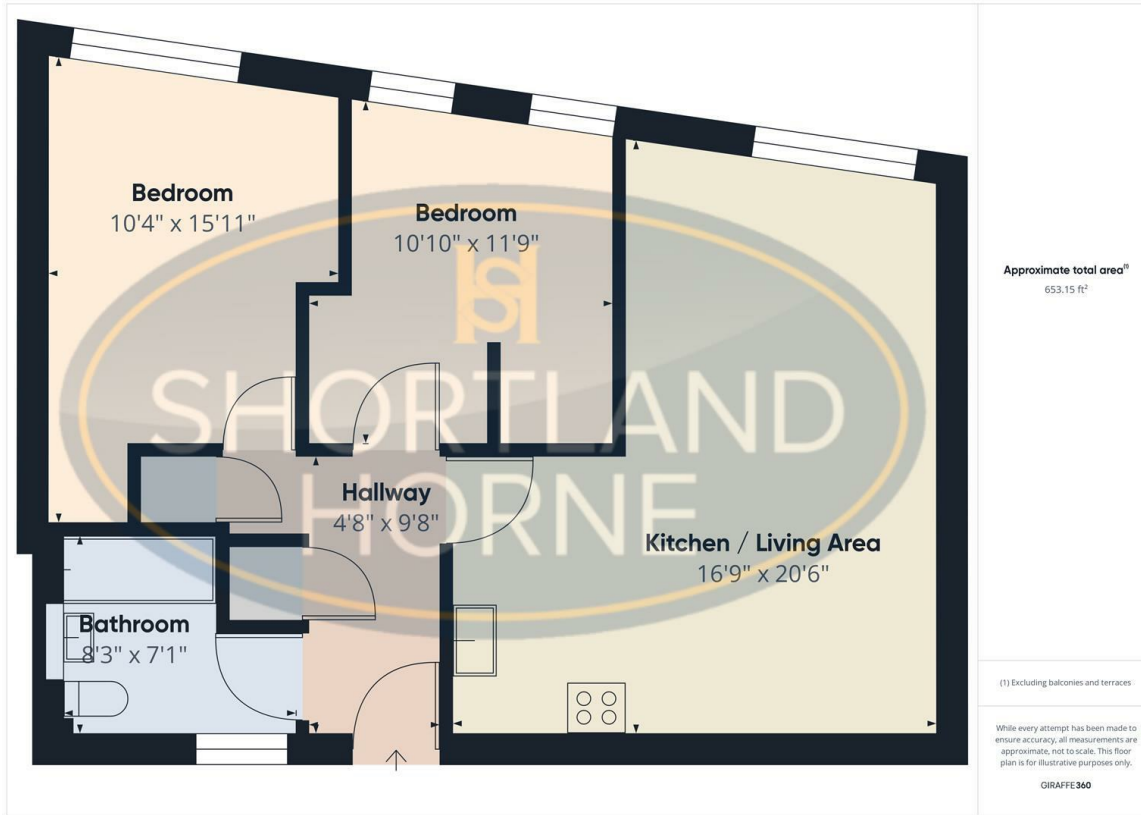 Bedroom
10'4" x 15'11"
Bedroom
10'10" x 11'9"
SH
SHORTLAND
HORNE
Hallway
4'8" x 9'8"
Kitchen / Living Area
16'9" x 20'6"
Bathroom
8'3" x 7'1"
Approximate total area(1)
653.15 ft²
(1) Excluding balconies and terraces
While every attempt has been made to
ensure accuracy, all measurements are
approximate, not to scale. This floor
plan is for illustrative purposes only.
GIRAFFE360